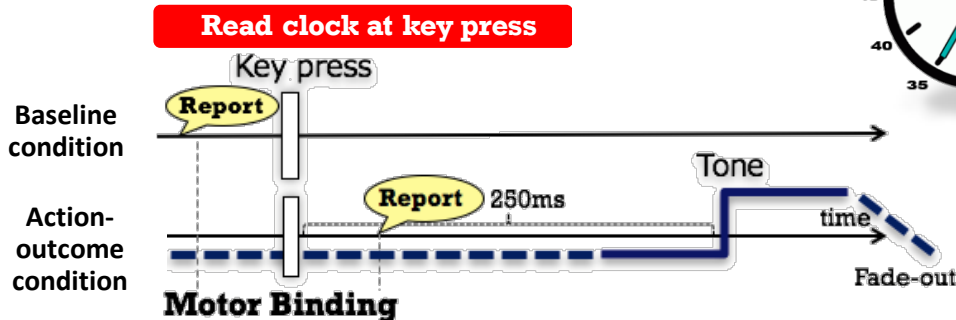 Read clock at key press
Key press
40
35
Report
Baseline
condition
Tone
Report
250ms
Action-
outcome
condition
time
Fade-out
Motor Binding